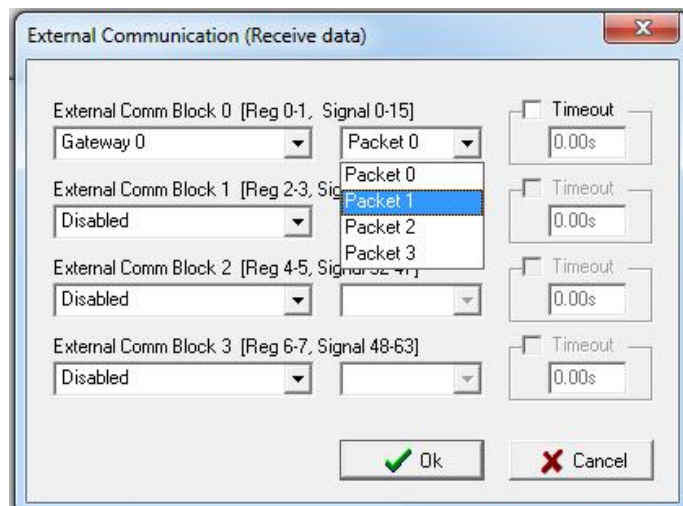 External Communication (Receive data)
External Comm Block 0 [Reg 0-1, Signal 0-15]
Timeout
Gateway 0
Packet 0
0.00s
Packet 0
Packet 1
Packet 2
Packet 3
External Comm Block 1 [Reg 2-3,
Timeout
Disabled
0.00s
External Comm Block 2 [Reg 4-5,
Timeout
Disabled
0.00s
External Comm Block 3 [Reg 6-7, Signal 48-63]
Timeout
Disabled
0.00s
Ok
Cancel